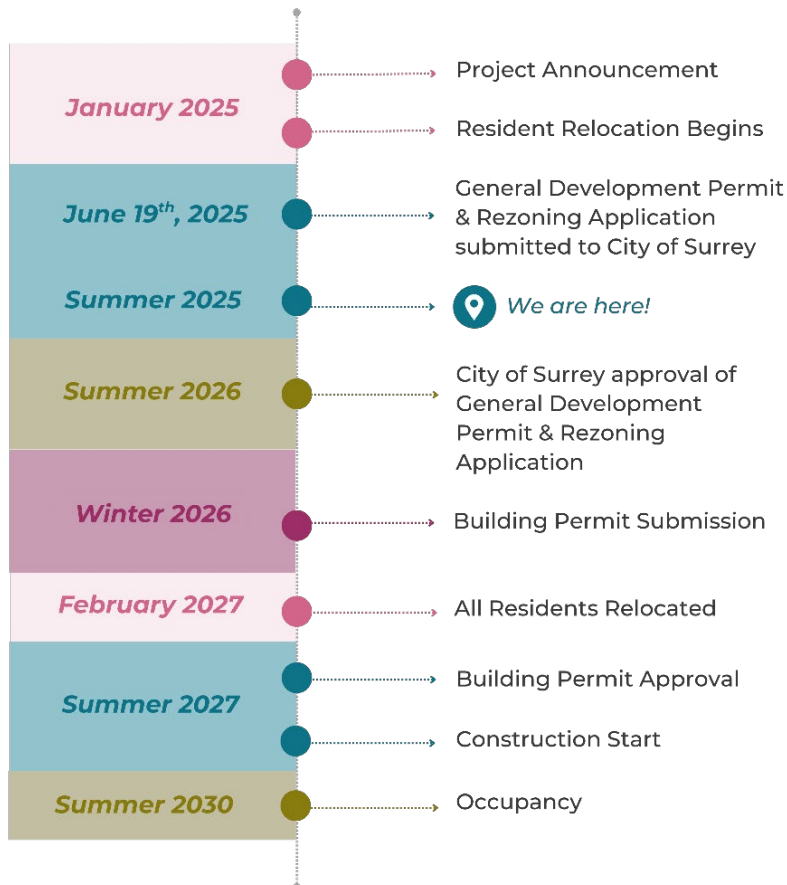 January 2025
Project Announcement
Resident Relocation Begins
June 19th, 2025
General Development Permit
& Rezoning Application
submitted to City of Surrey
Summer 2025
We are here!
Summer 2026
City of Surrey approval of
General Development
Permit & Rezoning
Application
Winter 2026
Building Permit Submission
February 2027
All Residents Relocated
Summer 2027
Building Permit Approval
Construction Start
Summer 2030
Occupancy